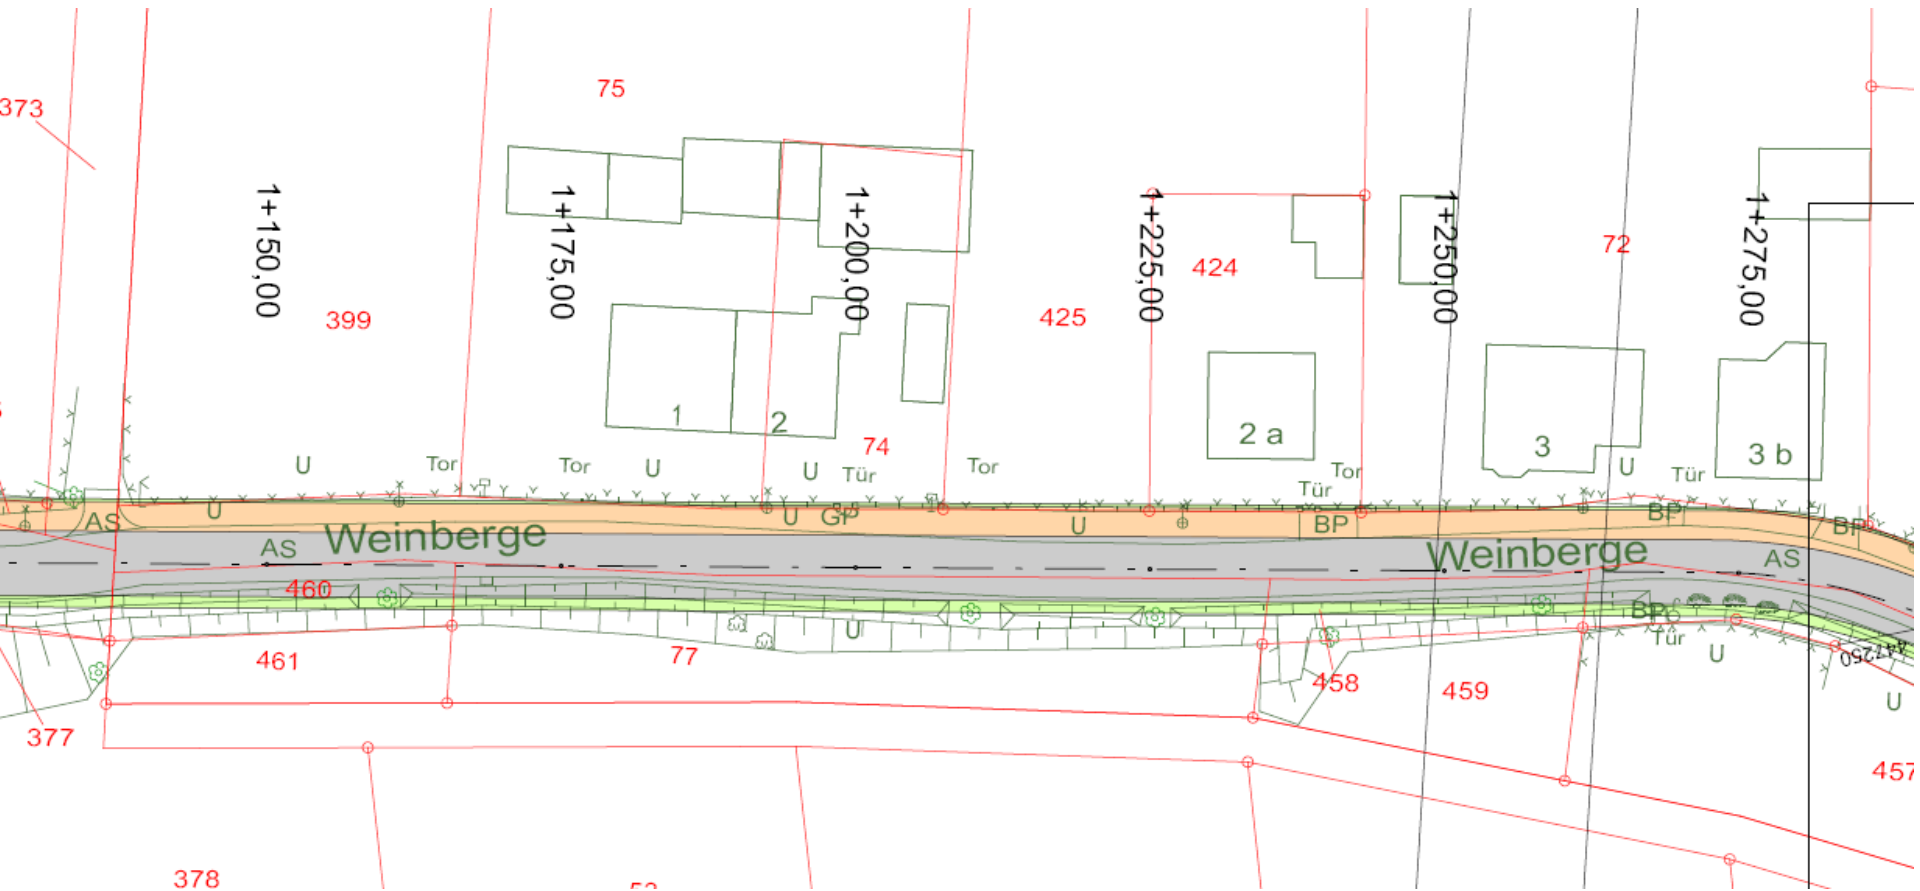 75
373
1+150,00
1+175,00
1+200,00
1+225,00
1+250,00
1+275,00
72
424
399
425
1
2
74
2 a
3
3 b
U
Tor
Tor
U
U
Tür
Tor
Tor
Tür
U
Tür
AS
U
U
GP
U
BP
BP
BP
AS
Weinberge
Weinberge
AS
460
U
BP
Tür
U
447250
461
77
458
459
U
377
457
378